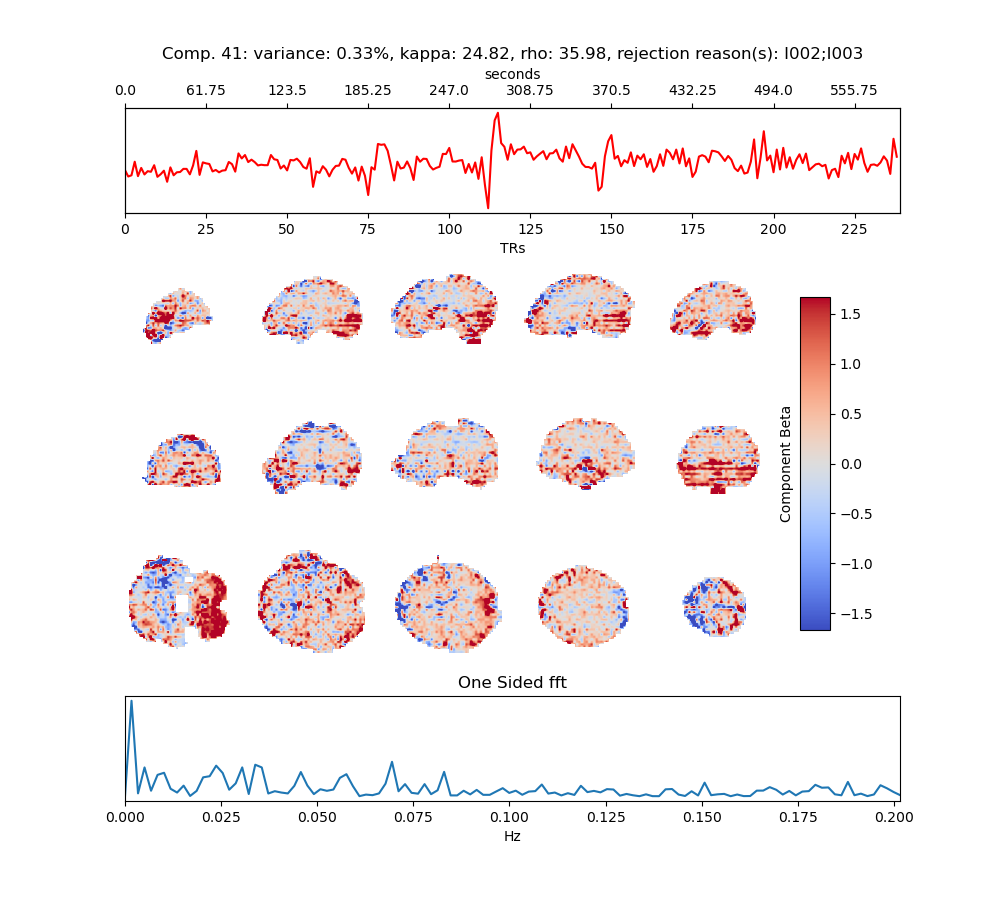 Comp. 41: variance: 0.33%, kappa: 24.82, rho: 35.98, rejection reason(s): I002;I003
seconds
0.0 61.75 123.5 185.25 247.0 308.75 370.5 432.25 494.0 555.75
0 25 50 75 100 125 150 175 200 225
TRs
1.5
1.0
0.5
0.0
−0.5
−1.0
−1.5
Component Beta
One Sided fft
0.000 0.025 0.050 0.075 0.100 0.125 0.150 0.175 0.200
Hz